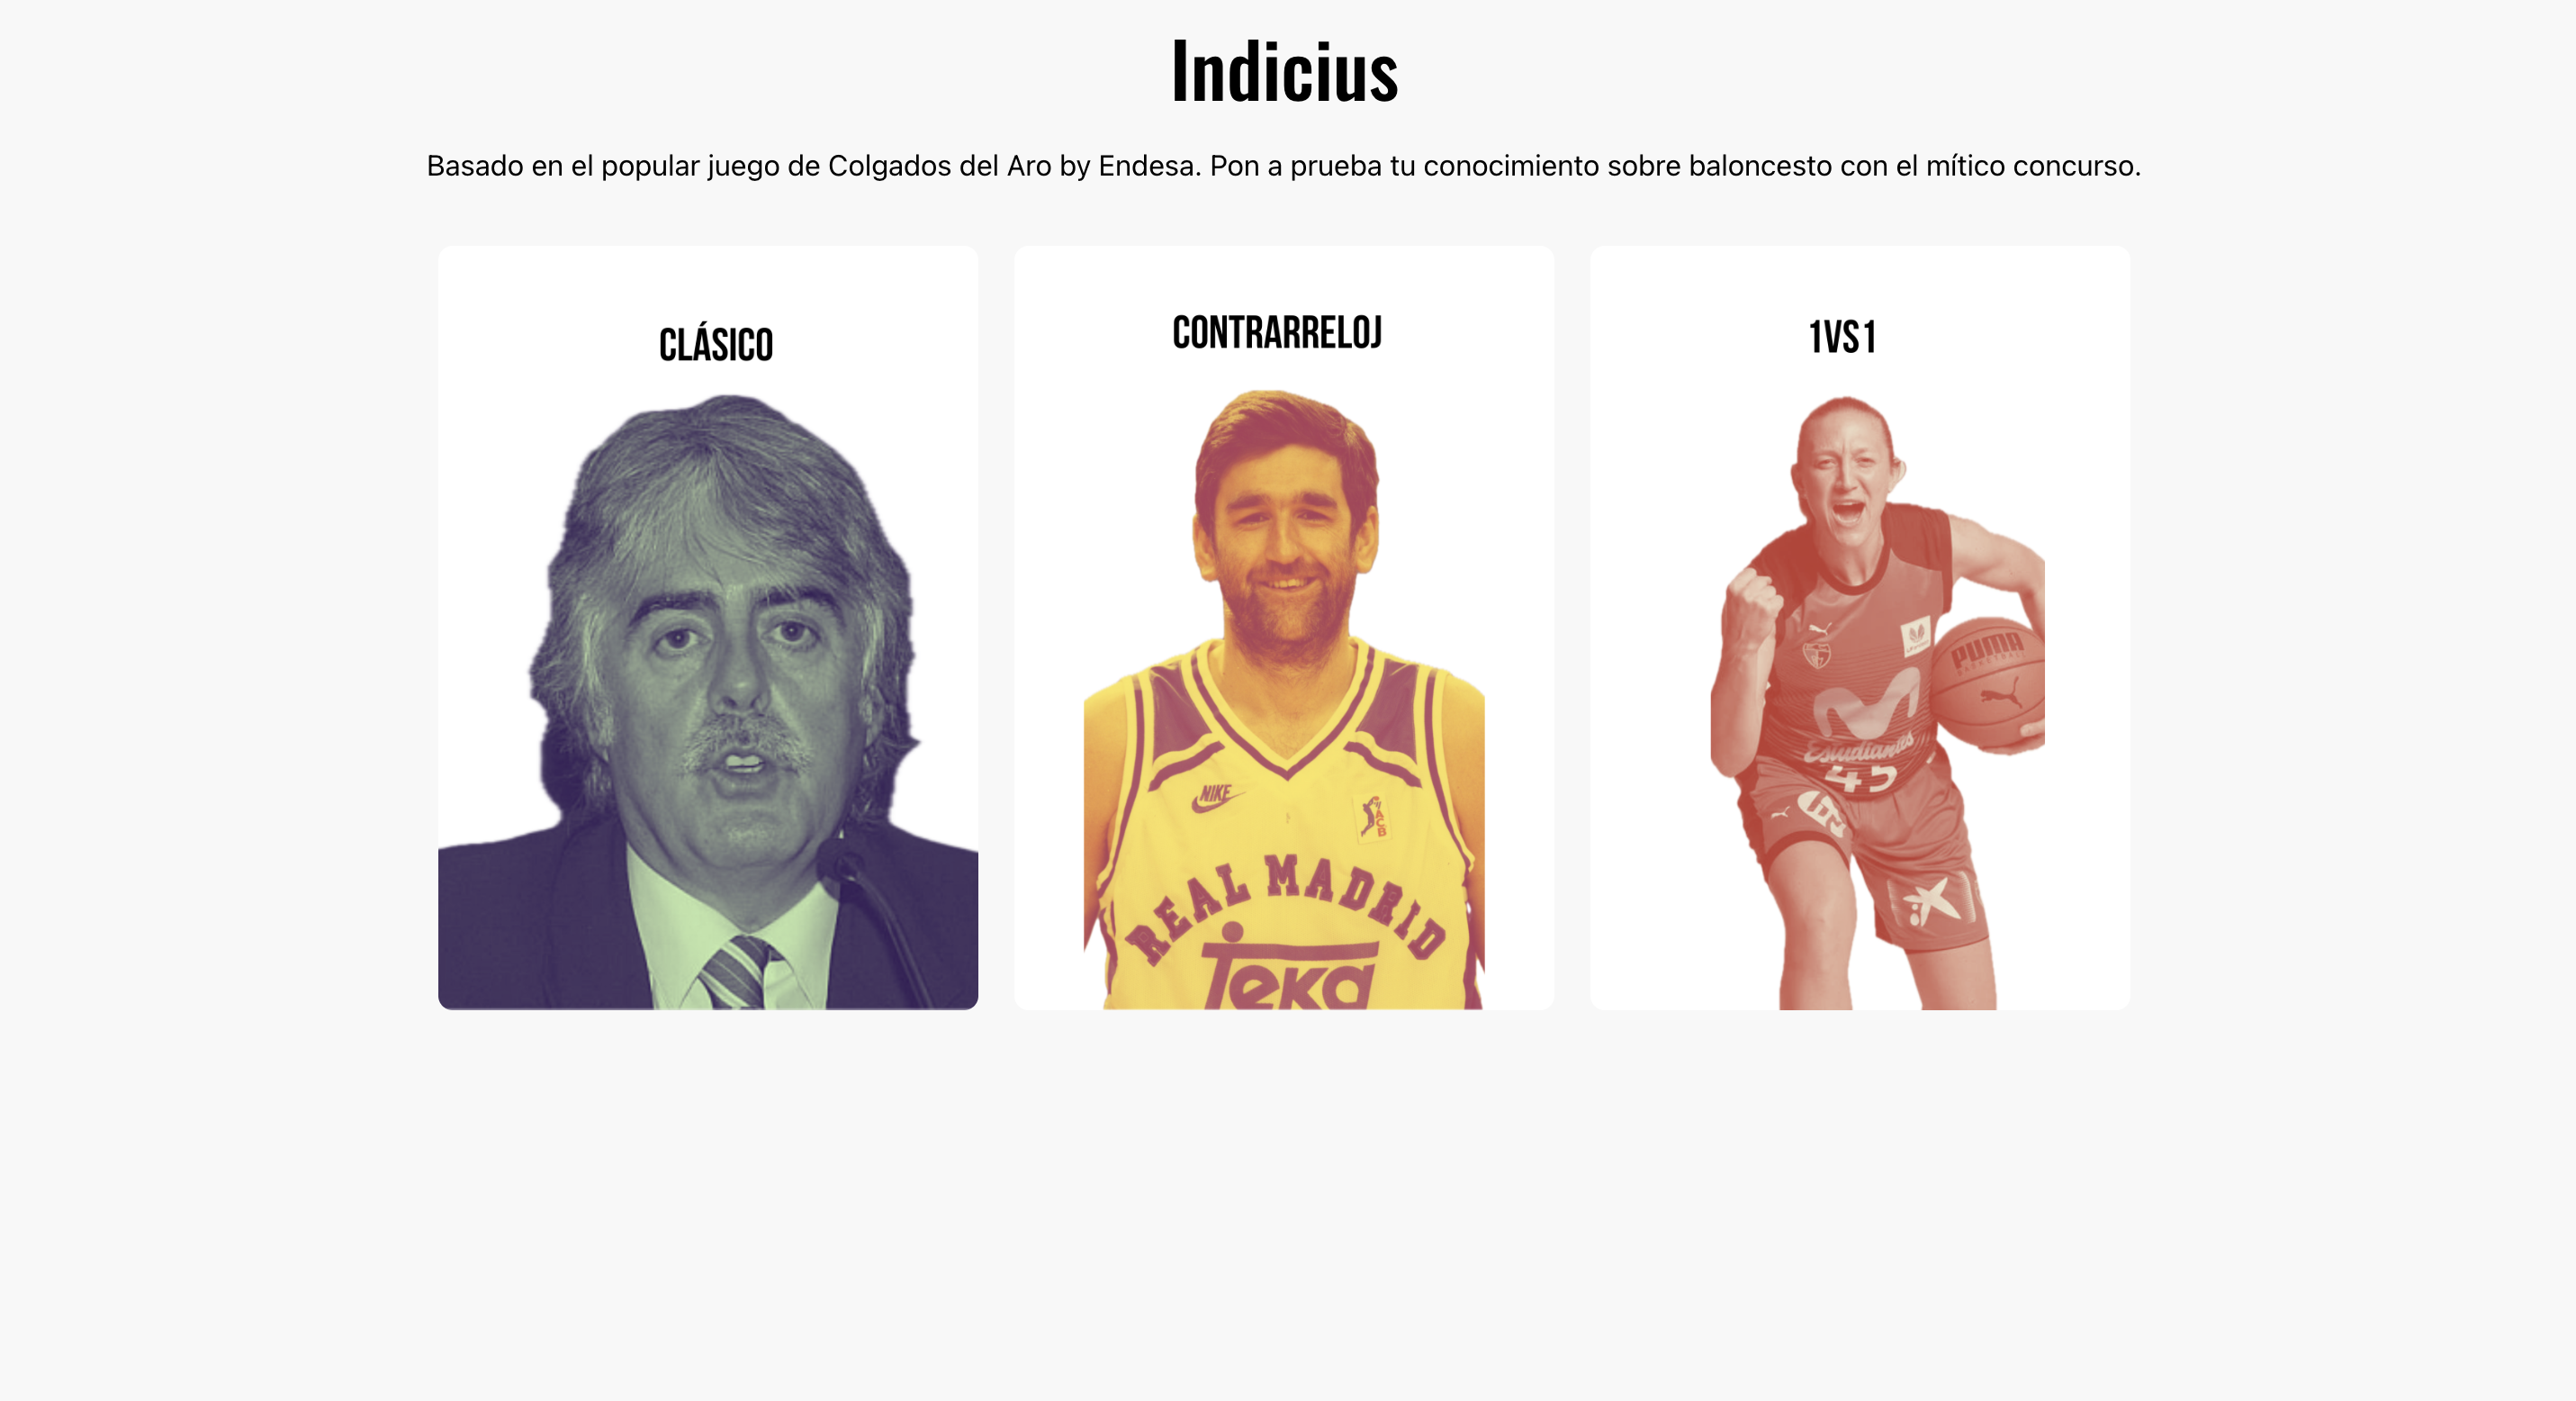 Indicius
Basado en el popular juego de Colgados del Aro by Endesa. Pon a prueba tu conocimiento sobre baloncesto con el mítico concurso.
CLÁSICO
CONTRARRELOJ
1VS1
NIKE
ACB
REAL MADRID
Teka
PUMA
BASKETBALL
Estudiantes
45